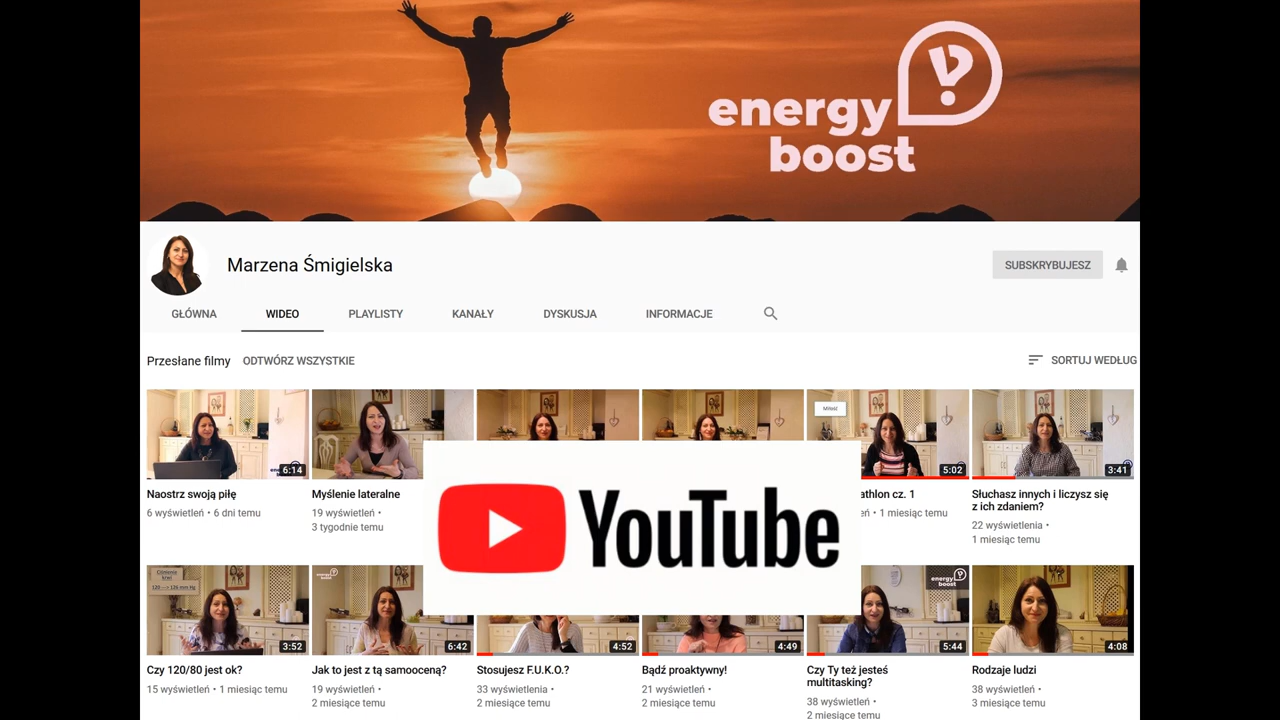 energy
boost
Marzena Śmigielska
SUBSKRYBUJESZ
GŁÓWNA
WIDEO
PLAYLISTY
KANAŁY
DYSKUSJA
INFORMACJE
Przesłane filmy
ODTWÓRZ WSZYSTKIE
SORTUJ WEDŁUG
6:14
5:02
3:41
Naostrz swoją piłę
6 wyświetleń • 6 dni temu
Myślenie lateralne
19 wyświetleń •
3 tygodnie temu
YouTube
athlon cz. 1
• 1 miesiąc temu
Słuchasz innych i liczysz się
z ich zdaniem?
22 wyświetlenia •
1 miesiąc temu
120
mm Hg
energy
boost
3:52
6:42
4:52
4:49
5:44
4:08
Czy 120/80 jest ok?
15 wyświetleń • 1 miesiąc temu
Jak to jest z tą samooceną?
19 wyświetleń •
2 miesiące temu
Stosujesz F.U.K.O.?
33 wyświetlenia •
2 miesiące temu
Bądź proaktywny!
21 wyświetleń •
2 miesiące temu
Czy Ty też jesteś
multitasking?
38 wyświetleń •
2 miesiące temu
Rodzaje ludzi
38 wyświetleń •
3 miesiące temu